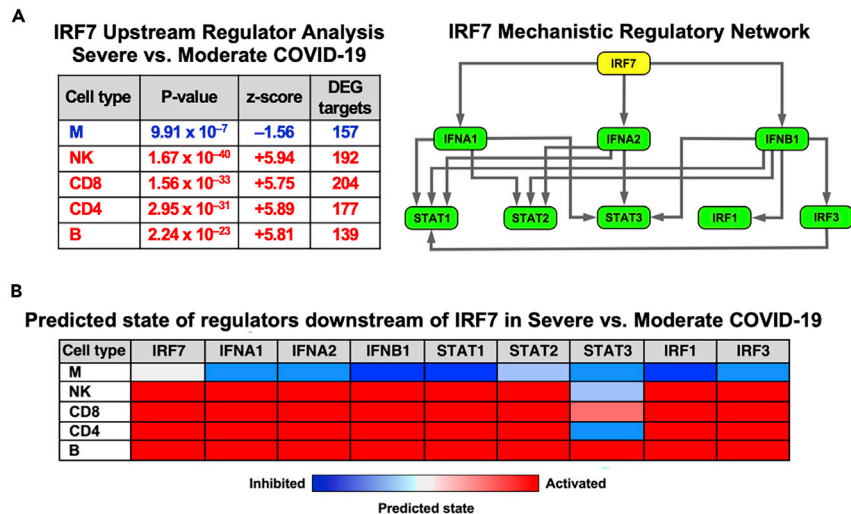 A
IRF7 Upstream Regulator Analysis
Severe vs. Moderate COVID-19
Cell type P-value z-score DEG targets
M 9.91 x 10⁻⁷ –1.56 157
NK 1.67 x 10⁻⁴⁰ +5.94 192
CD8 1.56 x 10⁻³³ +5.75 204
CD4 2.95 x 10⁻³¹ +5.89 177
B 2.24 x 10⁻²³ +5.81 139
IRF7 Mechanistic Regulatory Network
IRF7
IFNA1 IFNA2 IFNB1
STAT1 STAT2 STAT3 IRF1 IRF3
B
Predicted state of regulators downstream of IRF7 in Severe vs. Moderate COVID-19
Cell type IRF7 IFNA1 IFNA2 IFNB1 STAT1 STAT2 STAT3 IRF1 IRF3
M
NK
CD8
CD4
B
Inhibited Activated
Predicted state